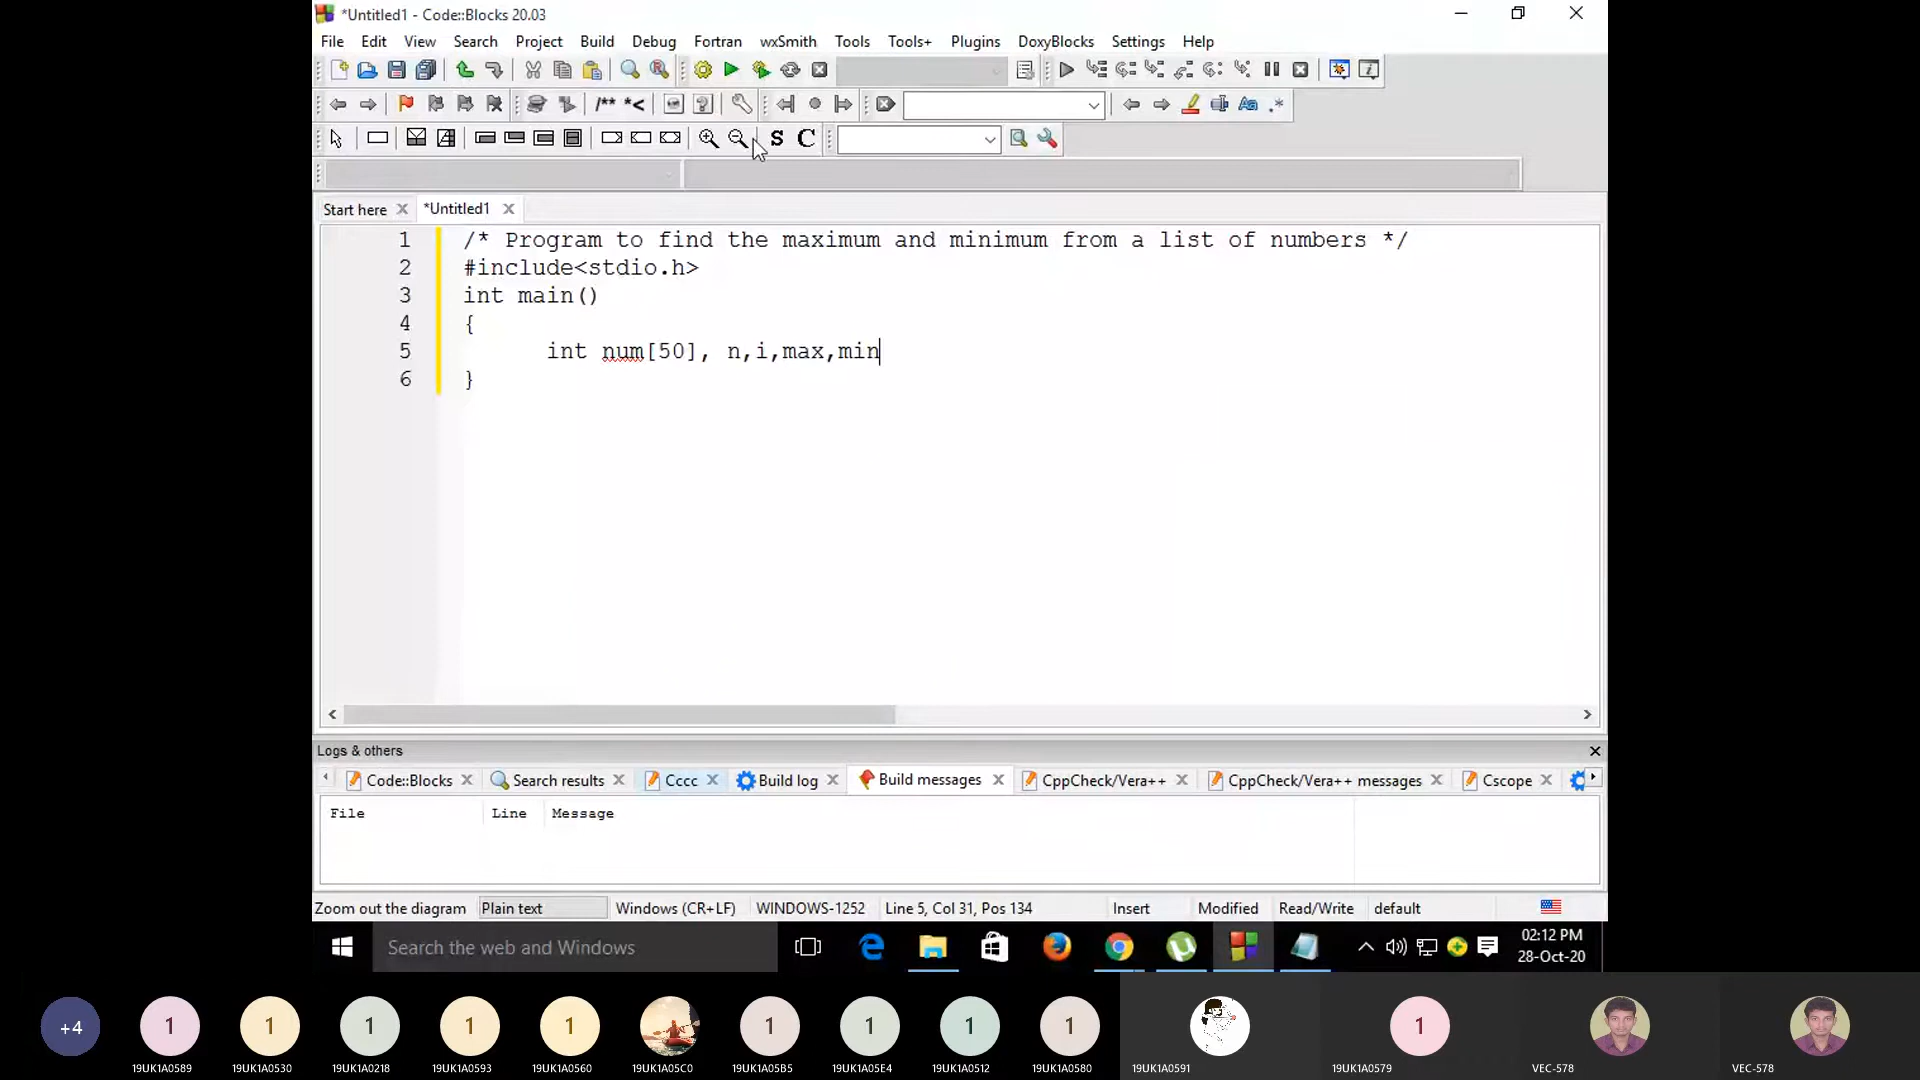 *Untitled1 - Code::Blocks 20.03
File Edit View Search Project Build Debug Fortran wxSmith Tools Tools+ Plugins DoxyBlocks Settings Help
/** *<
S C
Start here *Untitled1
1 /* Program to find the maximum and minimum from a list of numbers */
2 #include<stdio.h>
3 int main()
4 {
5 int num[50], n,i,max,min
6 }
Logs & others
Code::Blocks Search results Cccc Build log Build messages CppCheck/Vera++ CppCheck/Vera++ messages Cscope
File Line Message
Zoom out the diagram Plain text Windows (CR+LF) WINDOWS-1252 Line 5, Col 31, Pos 134 Insert Modified Read/Write default
Search the web and Windows
02:12 PM
28-Oct-20
+4 1 1 1 1 1 1 1 1 1 1
19UK1A0589 19UK1A0530 19UK1A0218 19UK1A0593 19UK1A0560 19UK1A05C0 19UK1A05B5 19UK1A05E4 19UK1A0512 19UK1A0580 19UK1A0591 19UK1A0579 VEC-578 VEC-578